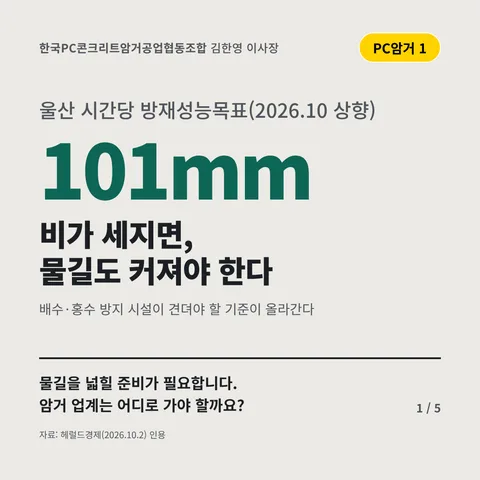 한국PC콘크리트암거공업협동조합 김한영 이사장
PC암거 1
울산 시간당 방재성능목표(2026.10 상향)
101mm
비가 세지면,
물길도 커져야 한다
배수·홍수 방지 시설이 견뎌야 할 기준이 올라간다
물길을 넓힐 준비가 필요합니다.
암거 업계는 어디로 가야 할까요?
1 / 5
자료: 헤럴드경제(2026.10.2) 인용